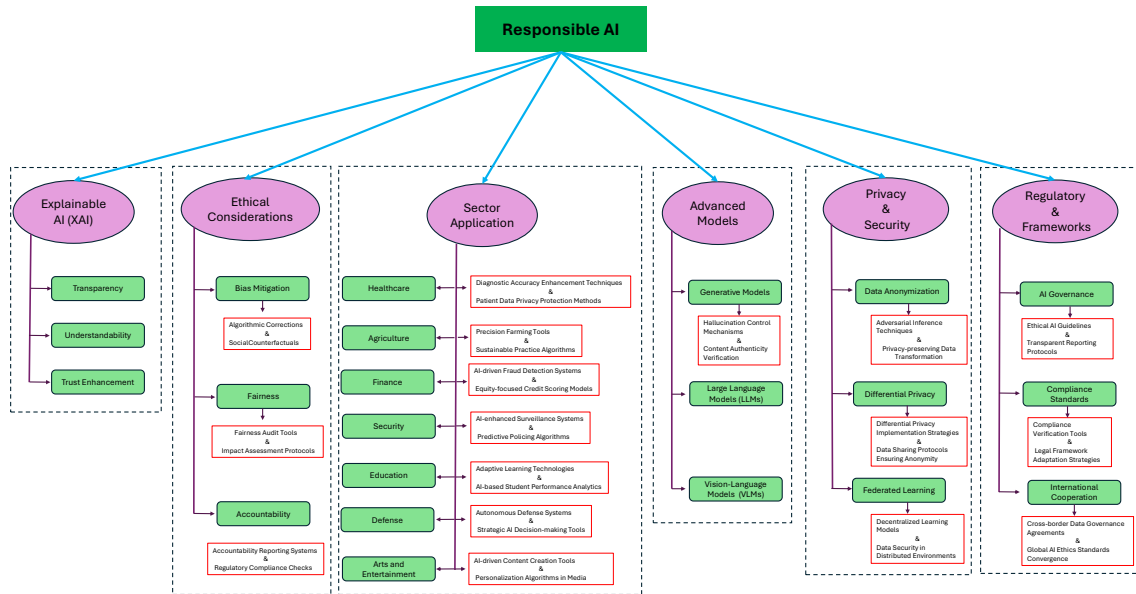 Responsible AI
Explainable
AI (XAI)
Transparency
Understandability
Trust Enhancement
Ethical
Considerations
Bias Mitigation
Algorithmic Corrections
&
SocialCounterfactuals
Fairness
Fairness Audit Tools
&
Impact Assessment Protocols
Accountability
Accountability Reporting Systems
&
Regulatory Compliance Checks
Sector
Application
Healthcare
Diagnostic Accuracy Enhancement Techniques
&
Patient Data Privacy Protection Methods
Agriculture
Precision Farming Tools
&
Sustainable Practice Algorithms
Finance
AI-driven Fraud Detection Systems
&
Equity-focused Credit Scoring Models
Security
AI-enhanced Surveillance Systems
&
Predictive Policing Algorithms
Education
Adaptive Learning Technologies
&
AI-based Student Performance Analytics
Defense
Autonomous Defense Systems
&
Strategic AI Decision-making Tools
Arts and
Entertainment
AI-driven Content Creation Tools
&
Personalization Algorithms in Media
Advanced
Models
Generative Models
Hallucination Control
Mechanisms
&
Content Authenticity
Verification
Large Language
Models (LLMs)
Vision-Language
Models (VLMs)
Privacy
&
Security
Data Anonymization
Adversarial Inference
Techniques
&
Privacy-preserving Data
Transformation
Differential Privacy
Differential Privacy
Implementation Strategies
&
Data Sharing Protocols
Ensuring Anonymity
Federated Learning
Decentralized Learning
Models
&
Data Security in
Distributed Environments
Regulatory
&
Frameworks
AI Governance
Ethical AI Guidelines
&
Transparent Reporting
Protocols
Compliance
Standards
Compliance
Verification Tools
&
Legal Framework
Adaptation Strategies
International
Cooperation
Cross-border Data Governance
Agreements
&
Global AI Ethics Standards
Convergence